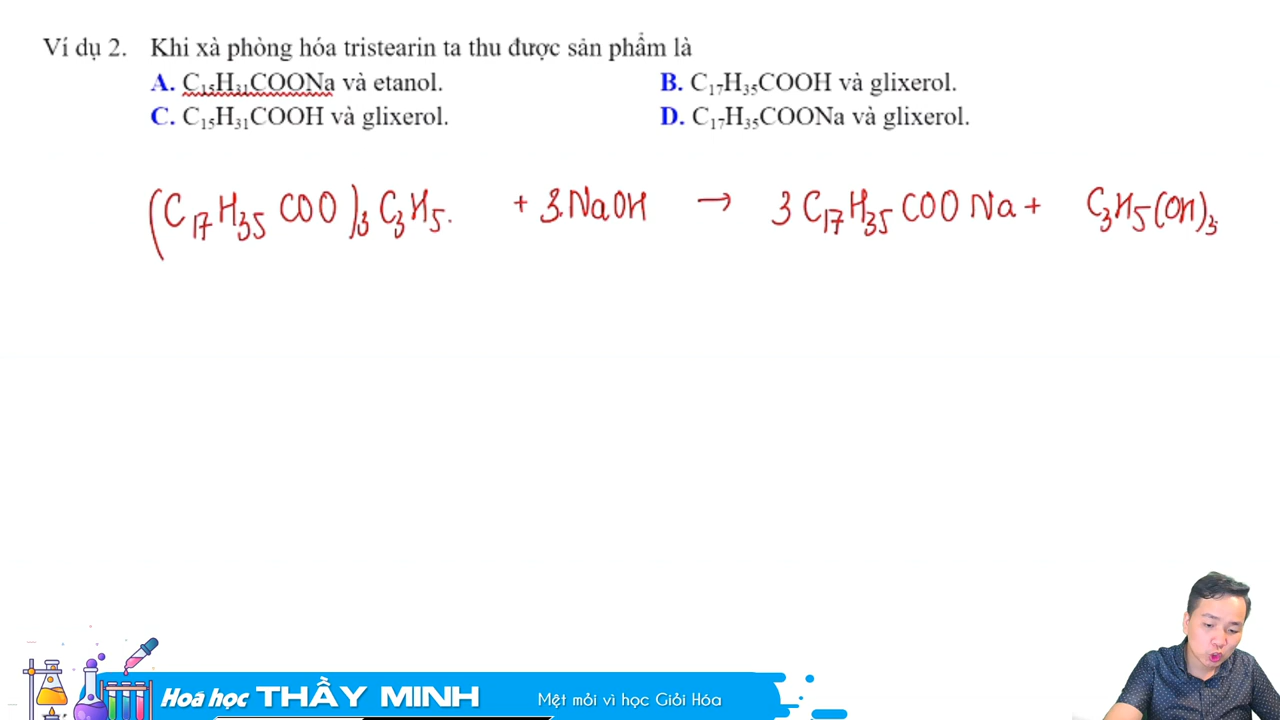 Ví dụ 2. Khi xà phòng hóa tristearin ta thu được sản phẩm là
A. C₁₅H₃₁COONa và etanol. B. C₁₇H₃₅COOH và glixerol.
C. C₁₅H₃₁COOH và glixerol. D. C₁₇H₃₅COONa và glixerol.
(C₁₇H₃₅COO)₃C₃H₅. + 3.NaOH → 3C₁₇H₃₅COONa + C₃H₅(OH)₃
Hoá học THẦY MINH Mệt mỏi vì học Giỏi Hóa